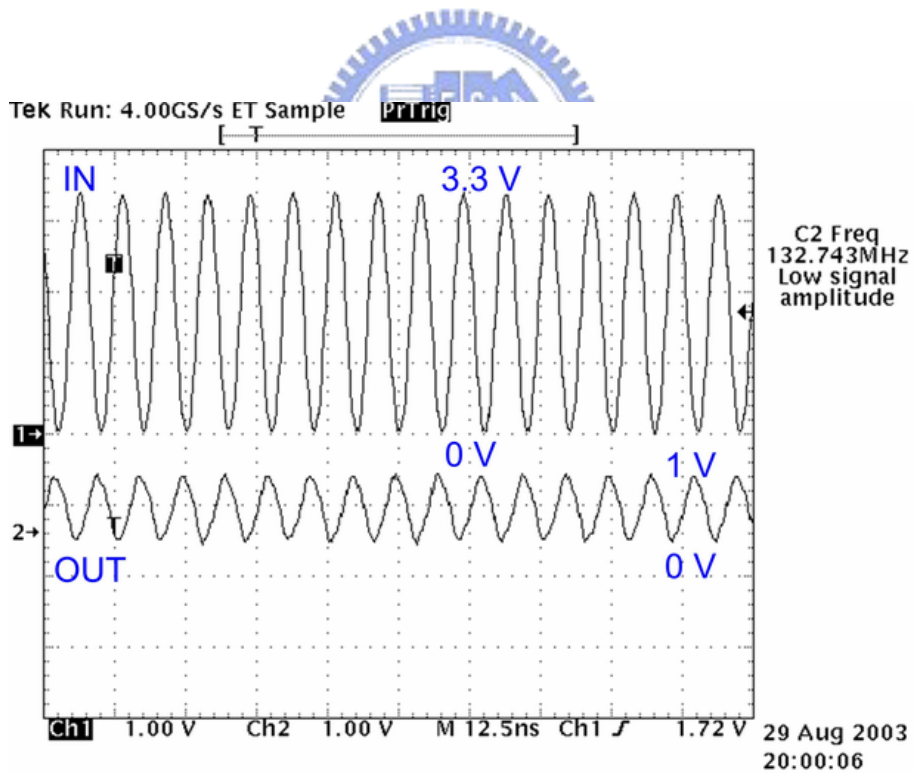 Tek Run: 4.00GS/s ET Sample PrTrig
[ T ]
IN 3.3 V
T
C2 Freq
132.743MHz
Low signal
amplitude
1→
0 V 1 V
T
2→
OUT 0 V
Ch1 1.00 V Ch2 1.00 V M 12.5ns Ch1 ʃ 1.72 V
29 Aug 2003
20:00:06